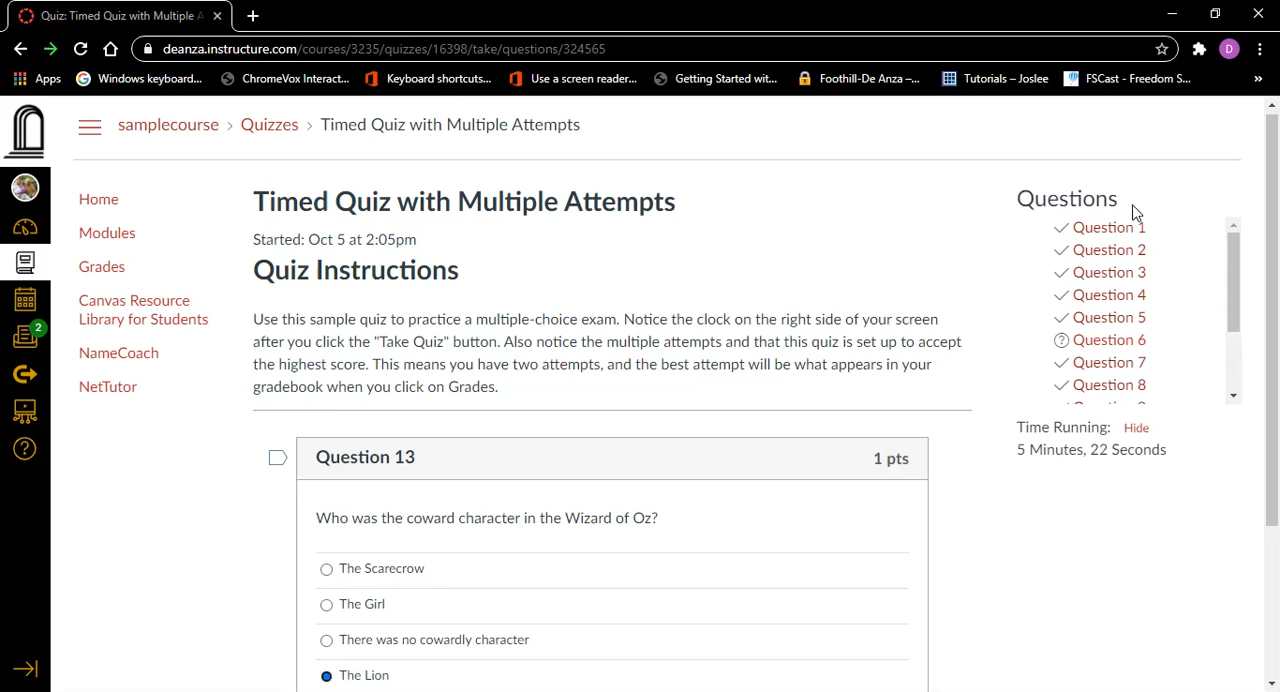 Quiz: Timed Quiz with Multiple A
deanza.instructure.com/courses/3235/quizzes/16398/take/questions/324565
D
Apps
Windows keyboard...
ChromeVox Interact...
Keyboard shortcuts...
Use a screen reader...
Getting Started wit...
Foothill-De Anza –...
Tutorials – Joslee
FSCast - Freedom S...
samplecourse › Quizzes › Timed Quiz with Multiple Attempts
2
Home
Modules
Grades
Canvas Resource
Library for Students
NameCoach
NetTutor
Timed Quiz with Multiple Attempts
Started: Oct 5 at 2:05pm
Quiz Instructions
Use this sample quiz to practice a multiple-choice exam. Notice the clock on the right side of your screen
after you click the "Take Quiz" button. Also notice the multiple attempts and that this quiz is set up to accept
the highest score. This means you have two attempts, and the best attempt will be what appears in your
gradebook when you click on Grades.
Question 13 1 pts
Who was the coward character in the Wizard of Oz?
The Scarecrow
The Girl
There was no cowardly character
The Lion
Questions
Question 1
Question 2
Question 3
Question 4
Question 5
Question 6
Question 7
Question 8
Time Running: Hide
5 Minutes, 22 Seconds